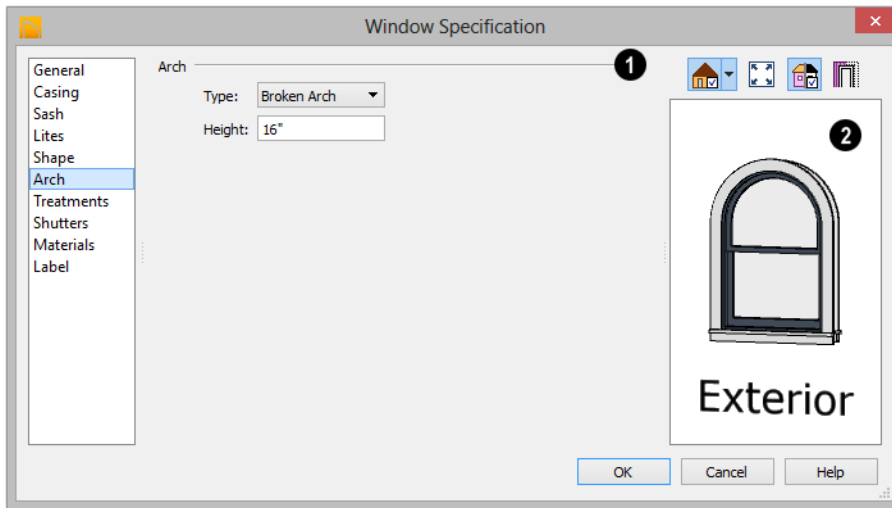 Window Specification
General
Casing
Sash
Lites
Shape
Arch
Treatments
Shutters
Materials
Label
Arch
1
Type: Broken Arch
Height: 16"
2
Exterior
OK Cancel Help